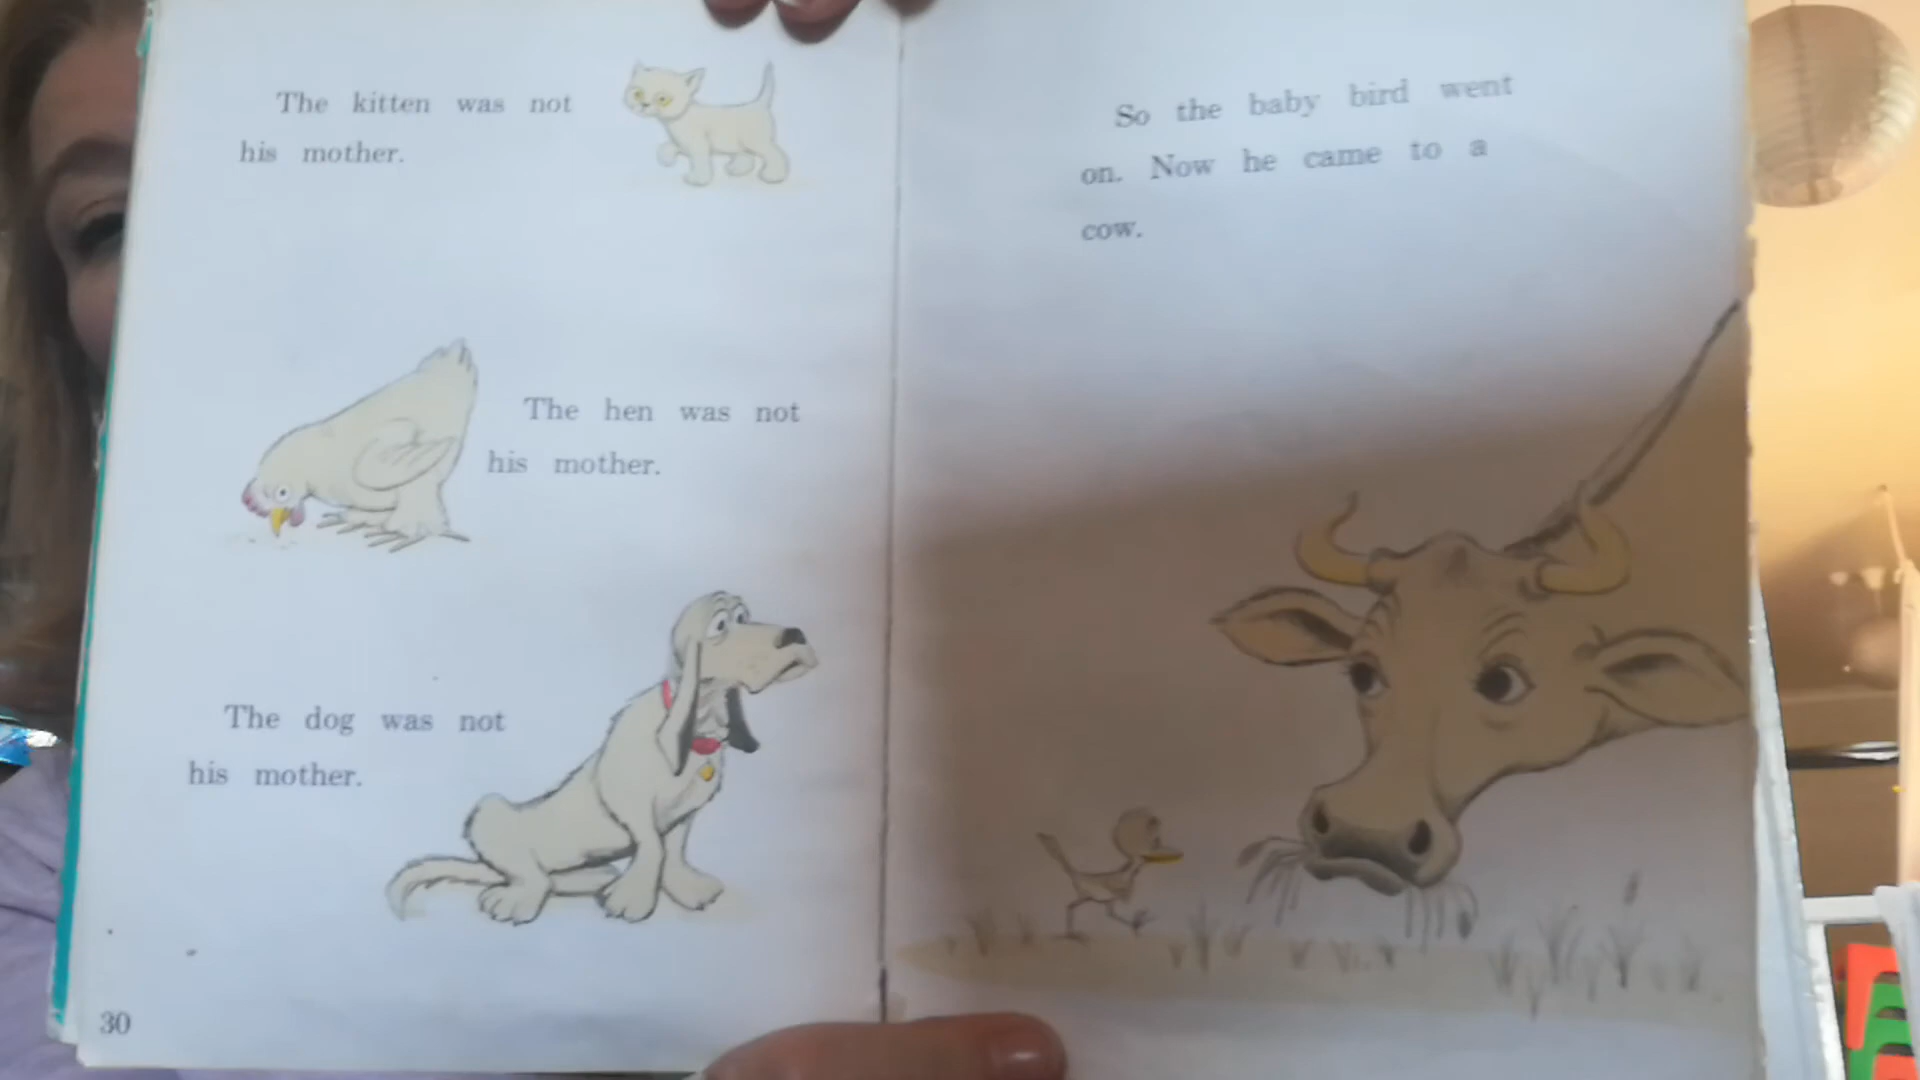 The kitten was not
his mother.
The hen was not
his mother.
The dog was not
his mother.
30
So the baby bird went
on. Now he came to a
cow.